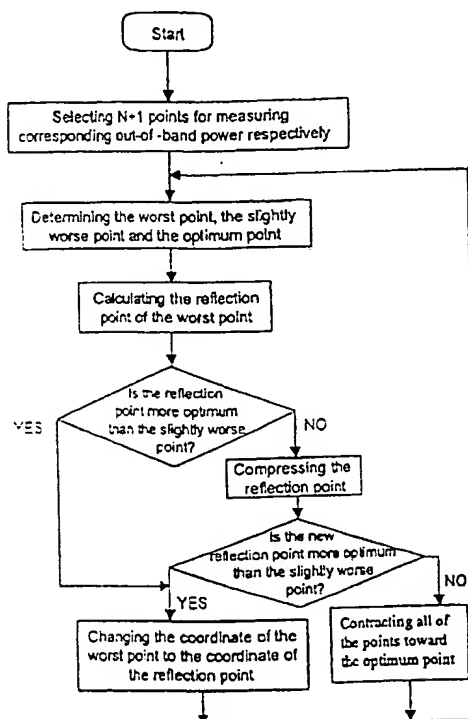 Start
Selecting N+1 points for measuring
corresponding out-of -band power respectively
Determining the worst point, the slightly
worse point and the optimum point
Calculating the reflection
point of the worst point
Is the reflection
point more optimum
than the slightly worse
point?
YES
NO
Compressing the
reflection point
Is the new
reflection point more optimum
than the slightly worse
point?
NO
YES
Changing the coordinate of the
worst point to the coordinate of
the reflection point
Contracting all of
the points toward
the optimum point